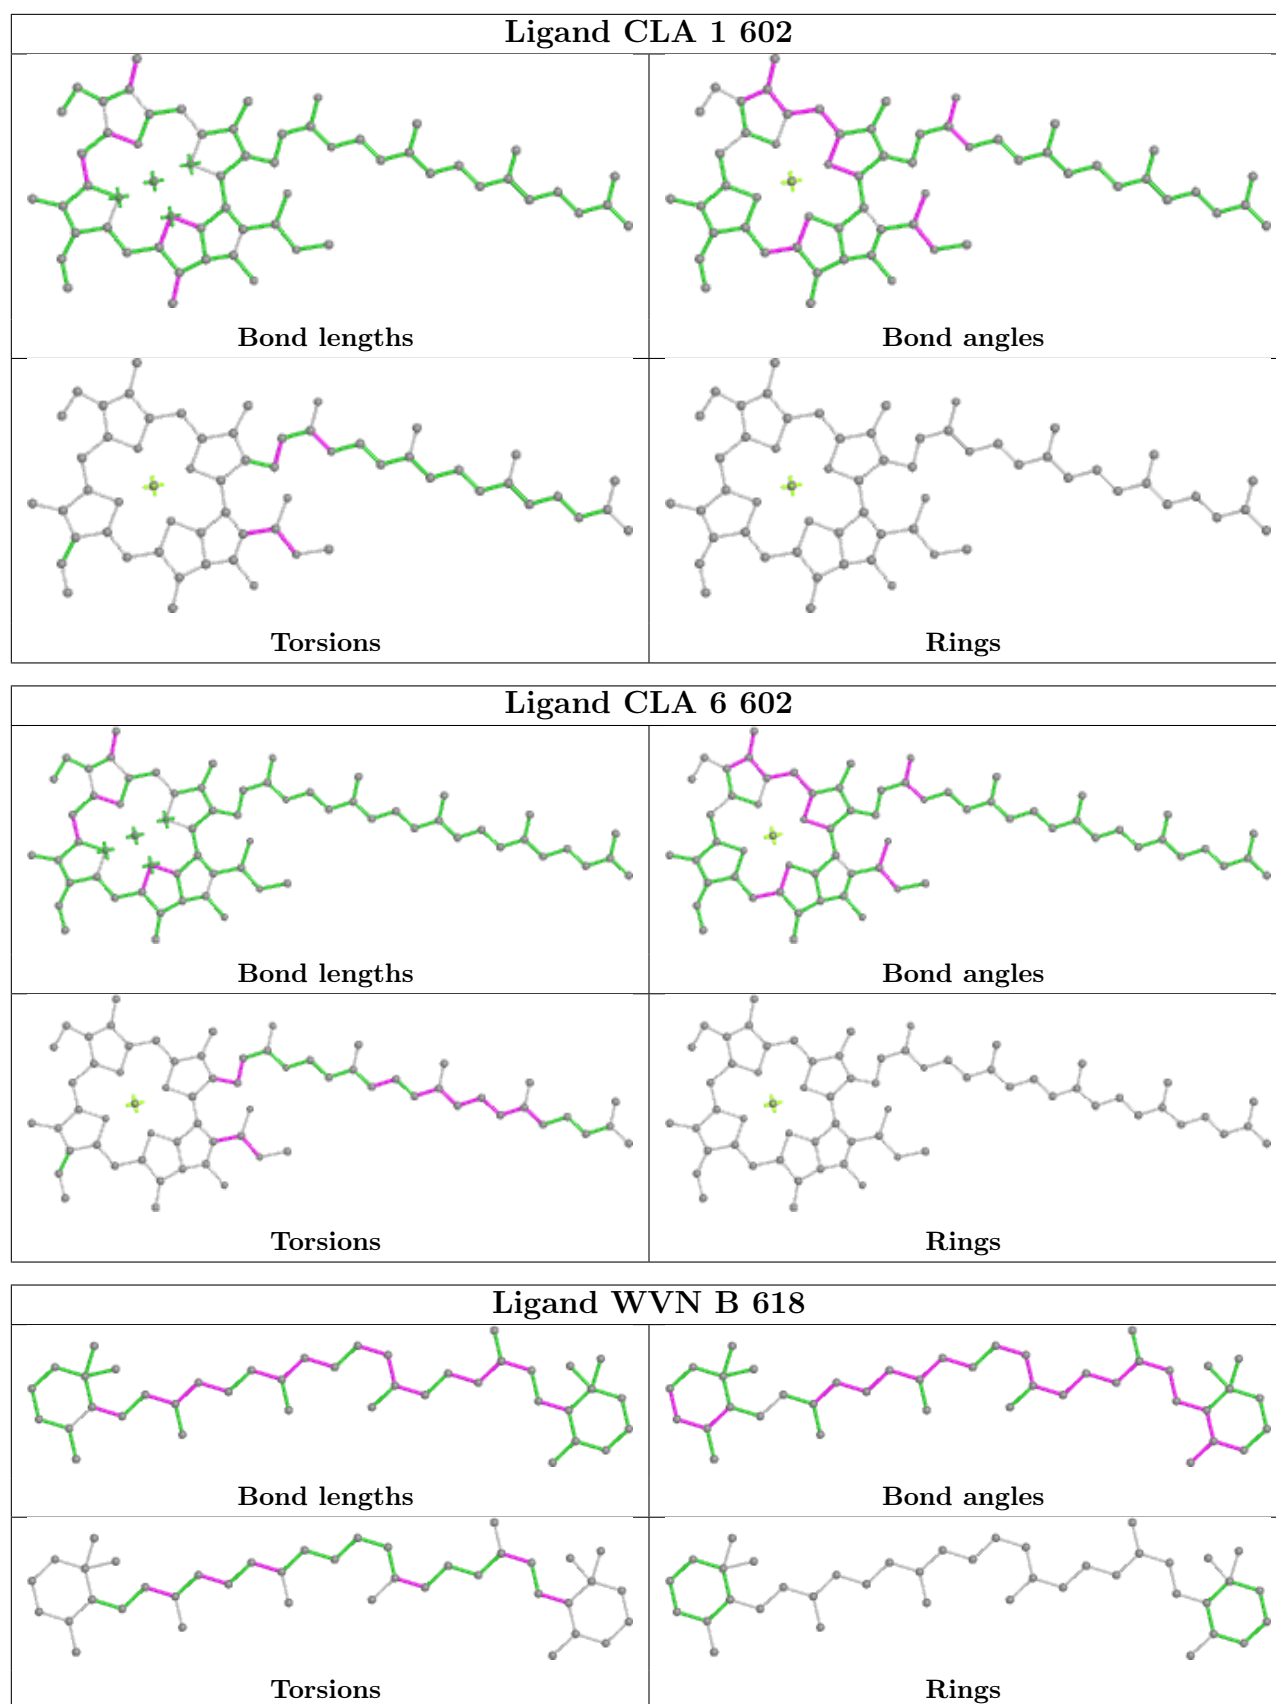 Ligand CLA 1 602
Bond lengths
Bond angles
Torsions
Rings
Ligand CLA 6 602
Bond lengths
Bond angles
Torsions
Rings
Ligand WVN B 618
Bond lengths
Bond angles
Torsions
Rings